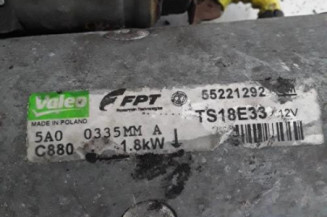 Valeo FPT 55221292
MADE IN POLAND TS18E33 12V
5A0 0335MM A
C880 1.8kW